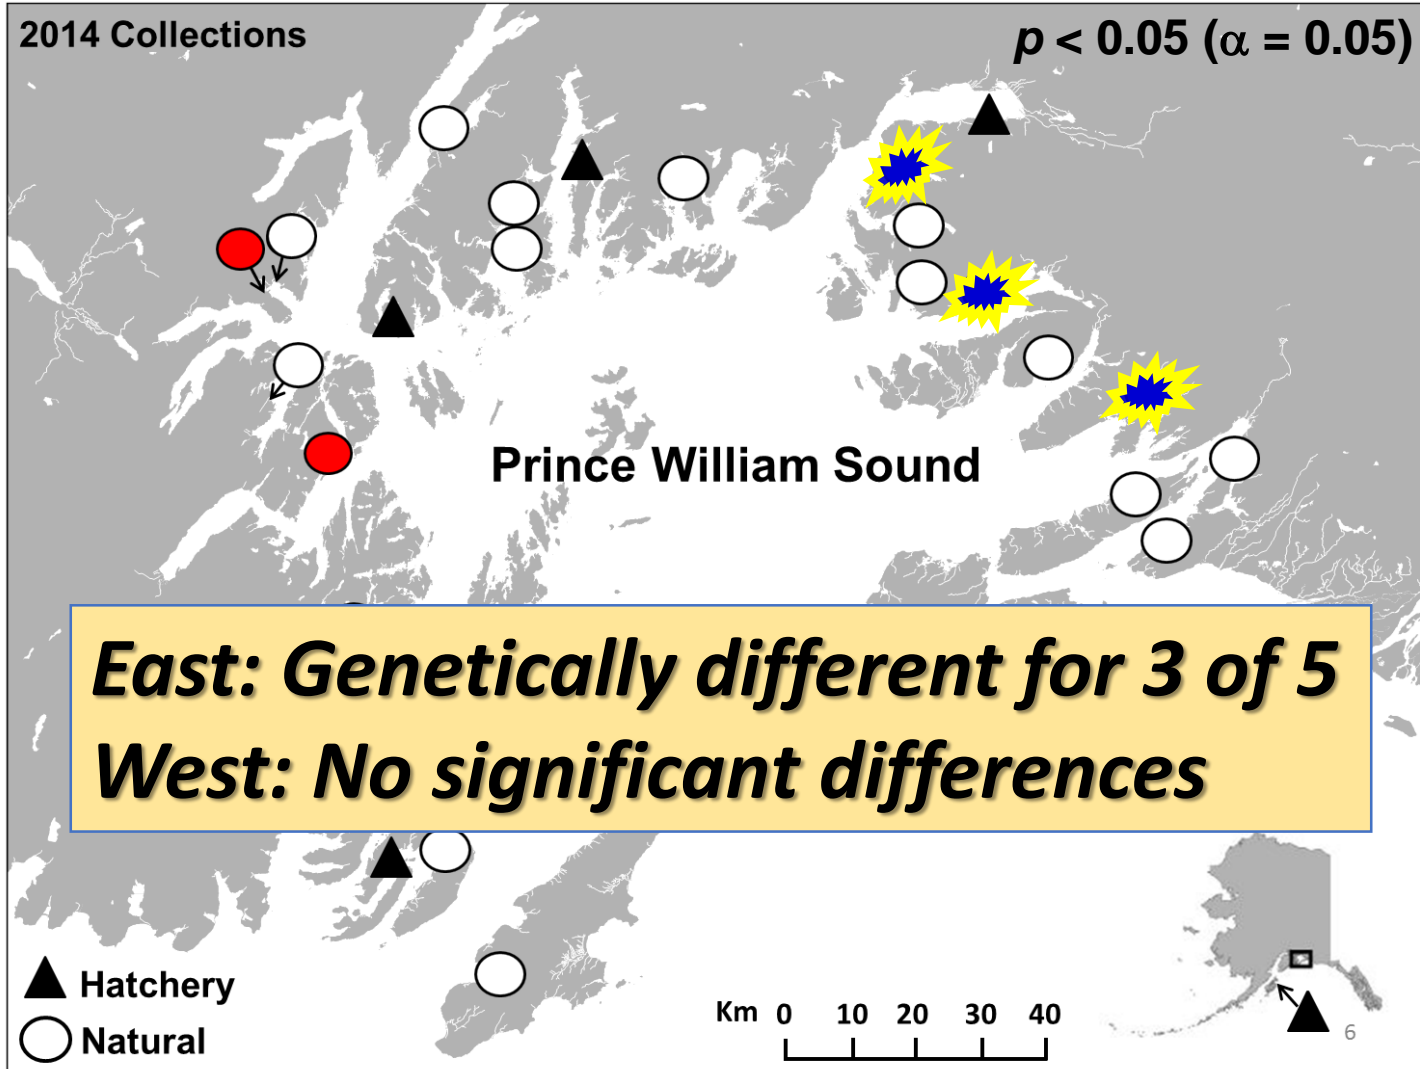 2014 Collections
p < 0.05 (α = 0.05)
Prince William Sound
East: Genetically different for 3 of 5
West: No significant differences
Hatchery
Natural
Km 0 10 20 30 40
6